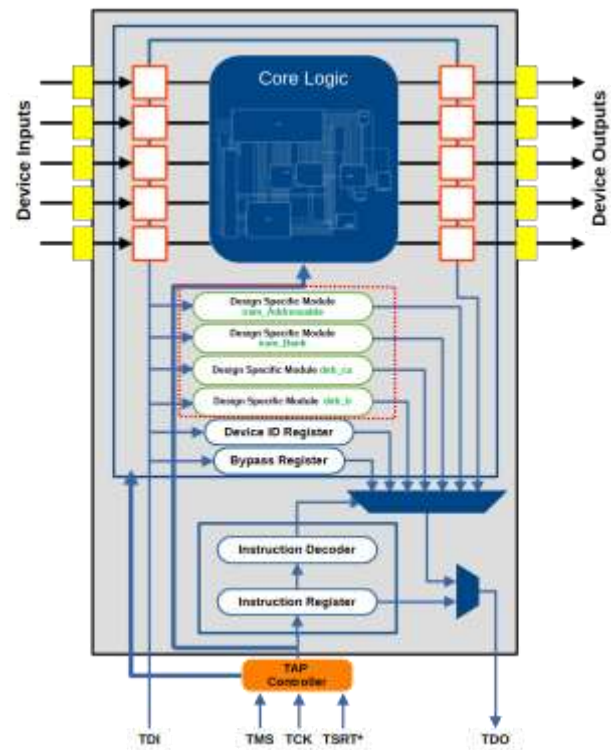 Core Logic
Device Inputs
Device Outputs
Design Specific Module
Design Specific Module
Design Specific Module
Design Specific Module
Device ID Register
Bypass Register
Instruction Decoder
Instruction Register
TAP
Controller
TDI
TMS
TCK
TSRT*
TDO